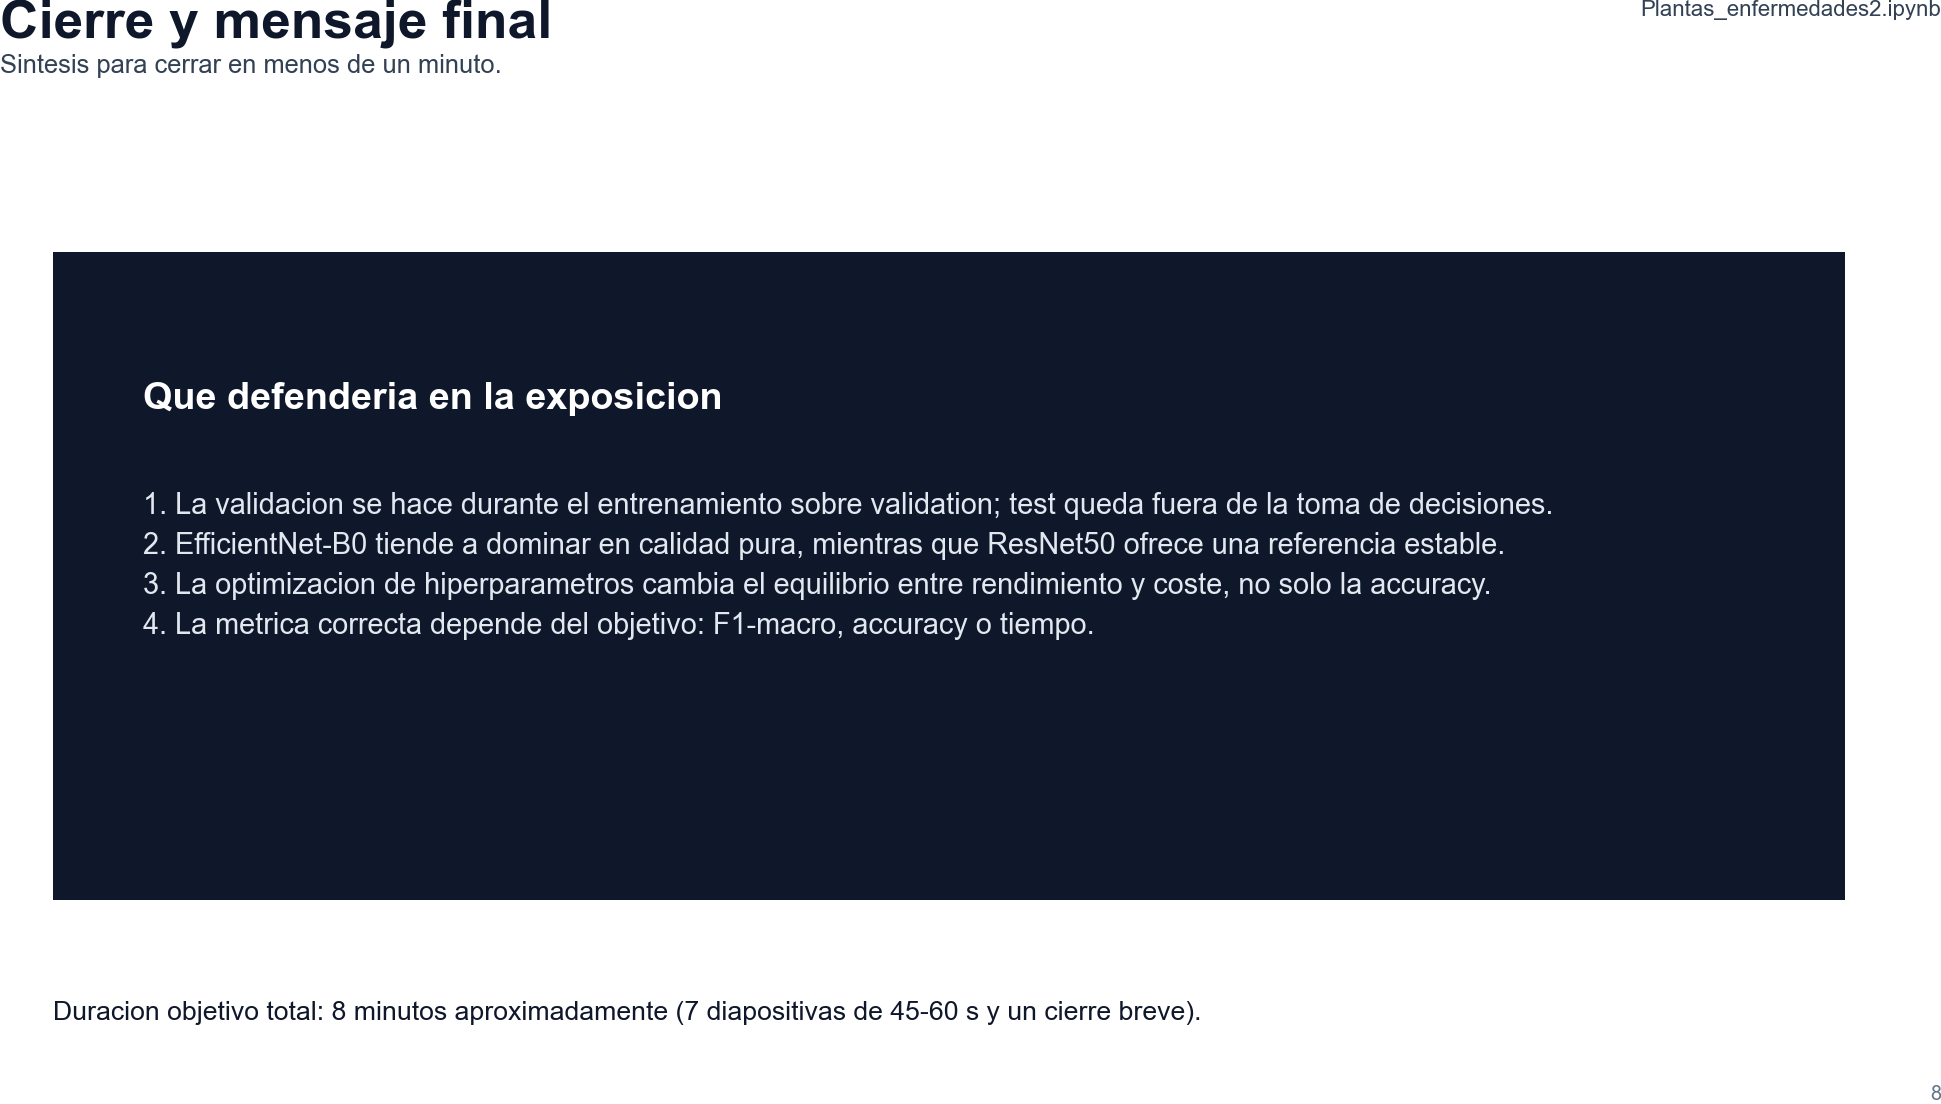 Cierre y mensaje final
Plantas_enfermedades2.ipynb
Sintesis para cerrar en menos de un minuto.
Que defenderia en la exposicion
1. La validacion se hace durante el entrenamiento sobre validation; test queda fuera de la toma de decisiones.
2. EfficientNet-B0 tiende a dominar en calidad pura, mientras que ResNet50 ofrece una referencia estable.
3. La optimizacion de hiperparametros cambia el equilibrio entre rendimiento y coste, no solo la accuracy.
4. La metrica correcta depende del objetivo: F1-macro, accuracy o tiempo.
Duracion objetivo total: 8 minutos aproximadamente (7 diapositivas de 45-60 s y un cierre breve).
8